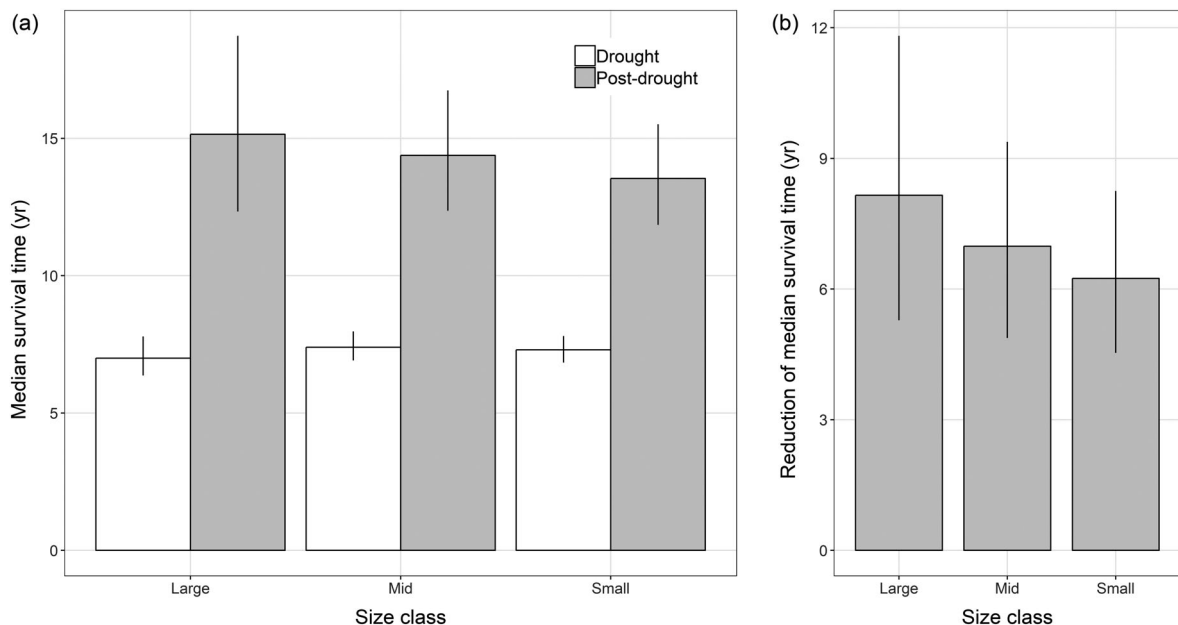 (a)
Drought
Post-drought
Median survival time (yr)
15
10
5
0
Large
Mid
Small
Size class
(b)
Reduction of median survival time (yr)
12
9
6
3
0
Large
Mid
Small
Size class